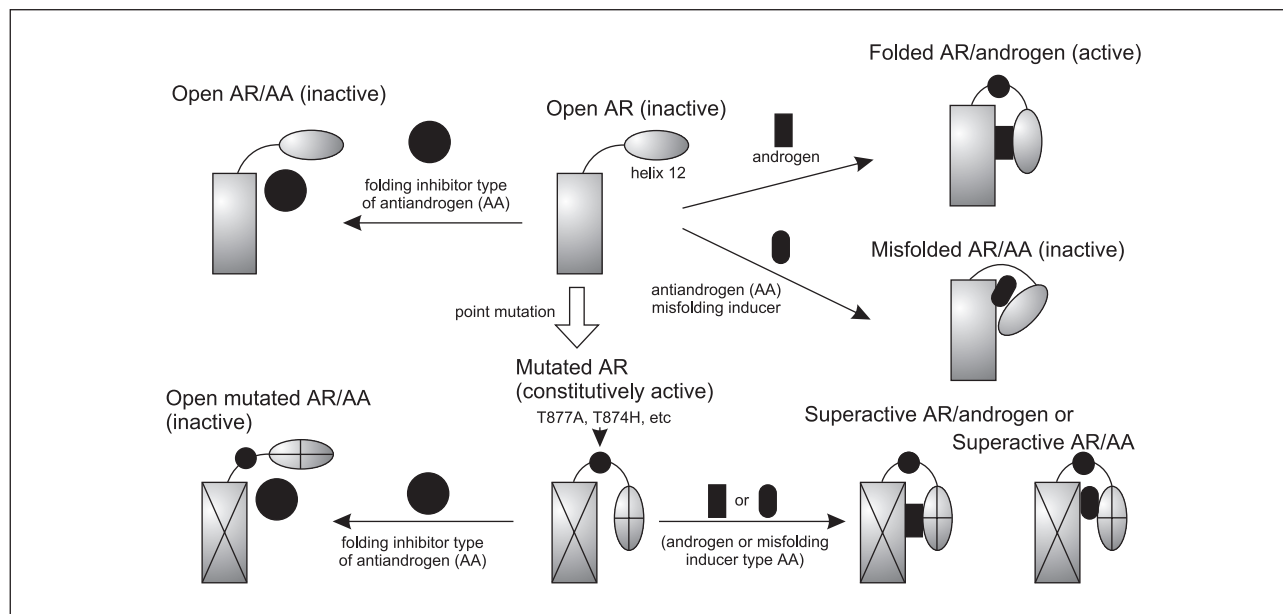 Folded AR/androgen (active)
Open AR/AA (inactive)
Open AR (inactive)
androgen
helix 12
folding inhibitor type
of antiandrogen (AA)
Misfolded AR/AA (inactive)
antiandrogen (AA)
misfolding inducer
point mutation
Mutated AR
(constitutively active)
T877A, T874H, etc
Open mutated AR/AA
(inactive)
Superactive AR/androgen or
Superactive AR/AA
or
folding inhibitor type
of antiandrogen (AA)
(androgen or misfolding
inducer type AA)